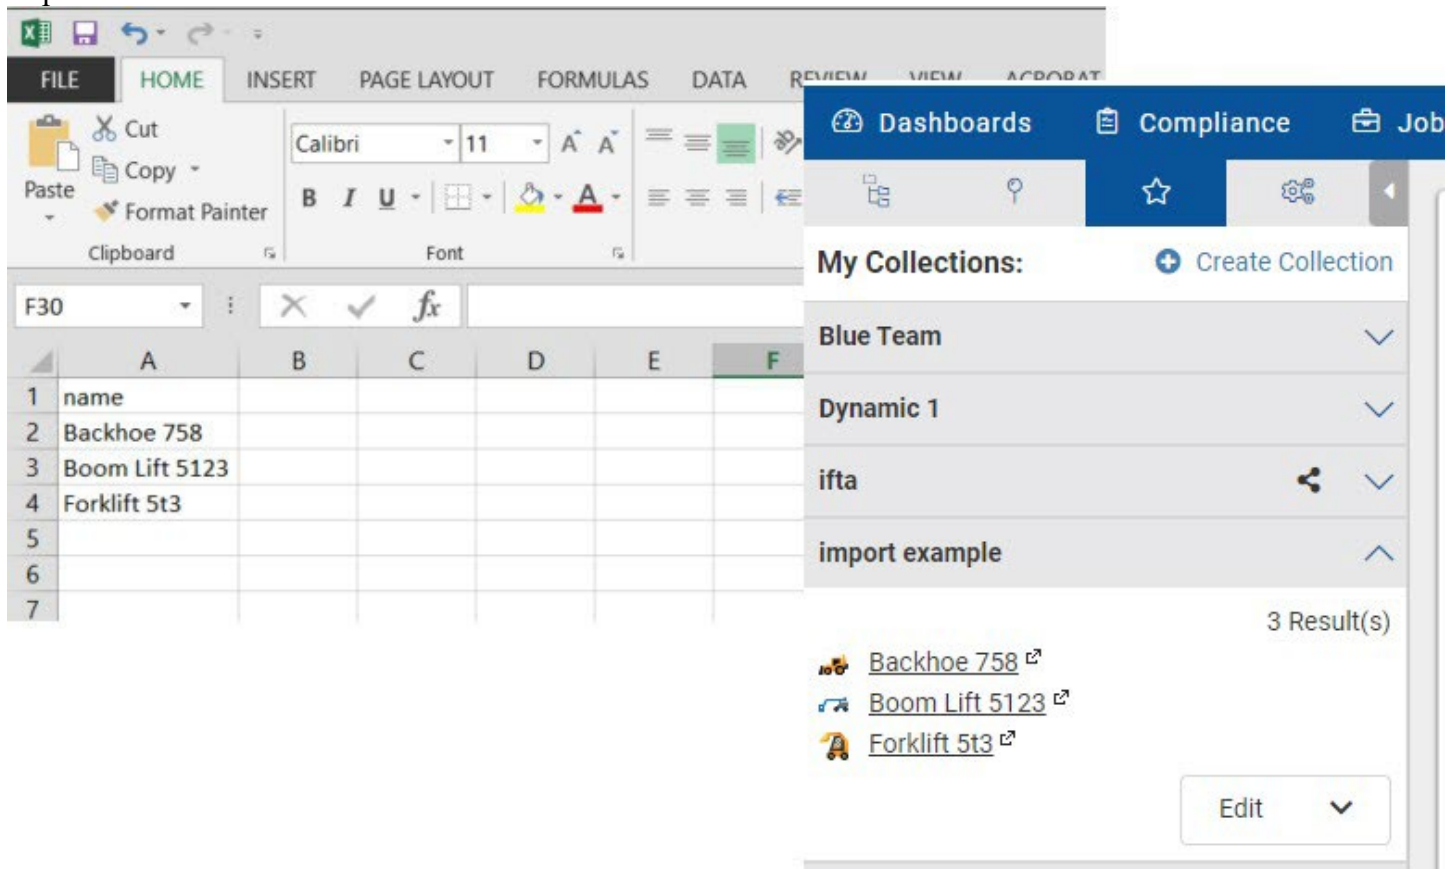 FILE HOME INSERT PAGE LAYOUT FORMULAS DATA REVIEW VIEW ACROBAT
Cut
Copy
Format Painter
Paste
Clipboard
Calibri 11 A A
B I U A
Font
F30 fx
A B C D E F
1 name
2 Backhoe 758
3 Boom Lift 5123
4 Forklift 5t3
5
6
7
Dashboards Compliance Job
My Collections: Create Collection
Blue Team
Dynamic 1
ifta
import example
3 Result(s)
Backhoe 758
Boom Lift 5123
Forklift 5t3
Edit